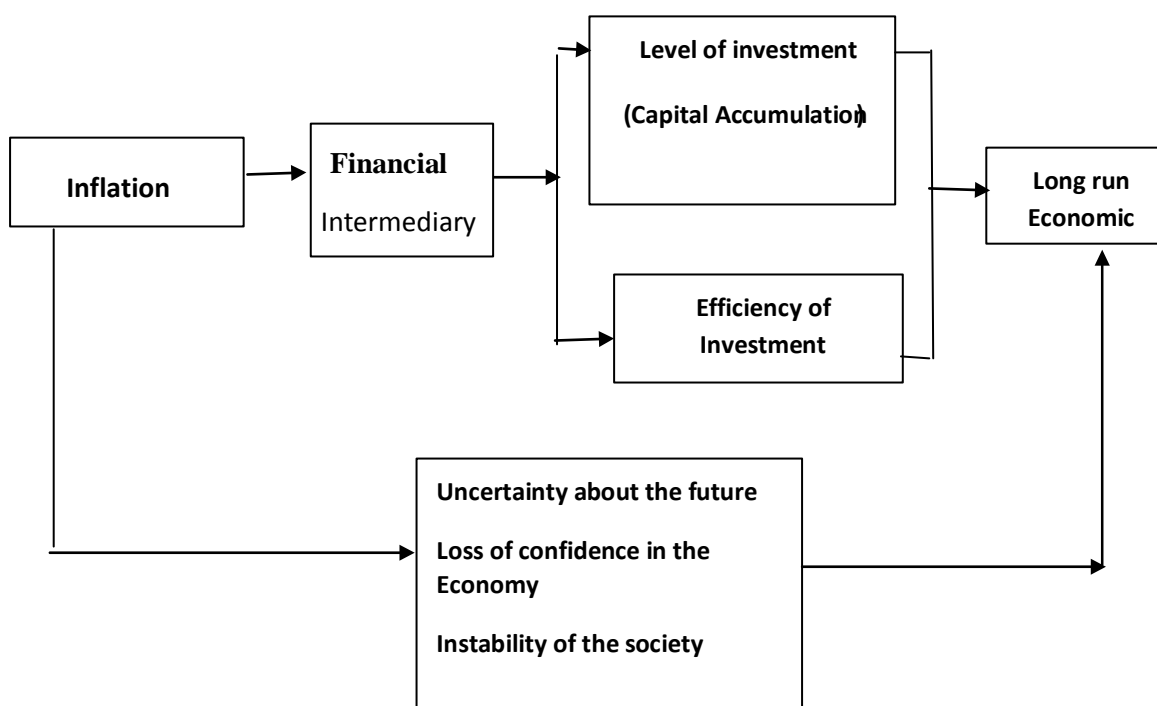 Level of investment
(Capital Accumulation)
Inflation
Financial
Intermediary
Long run
Economic
Efficiency of
Investment
Uncertainty about the future
Loss of confidence in the
Economy
Instability of the society